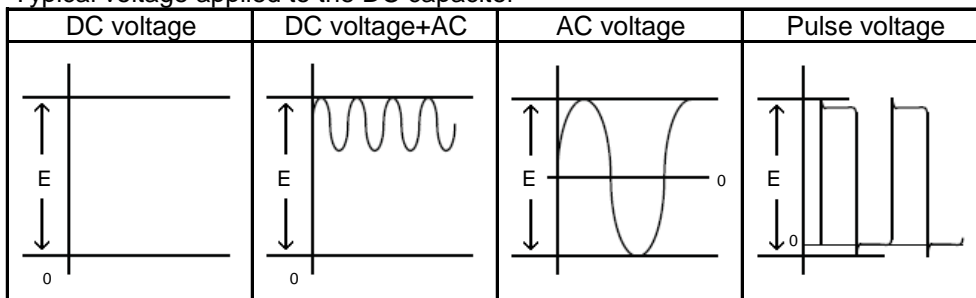 Typical voltage applied to the DC capacitor
DC voltage DC voltage+AC AC voltage Pulse voltage
E E E 0 E
0
0 0